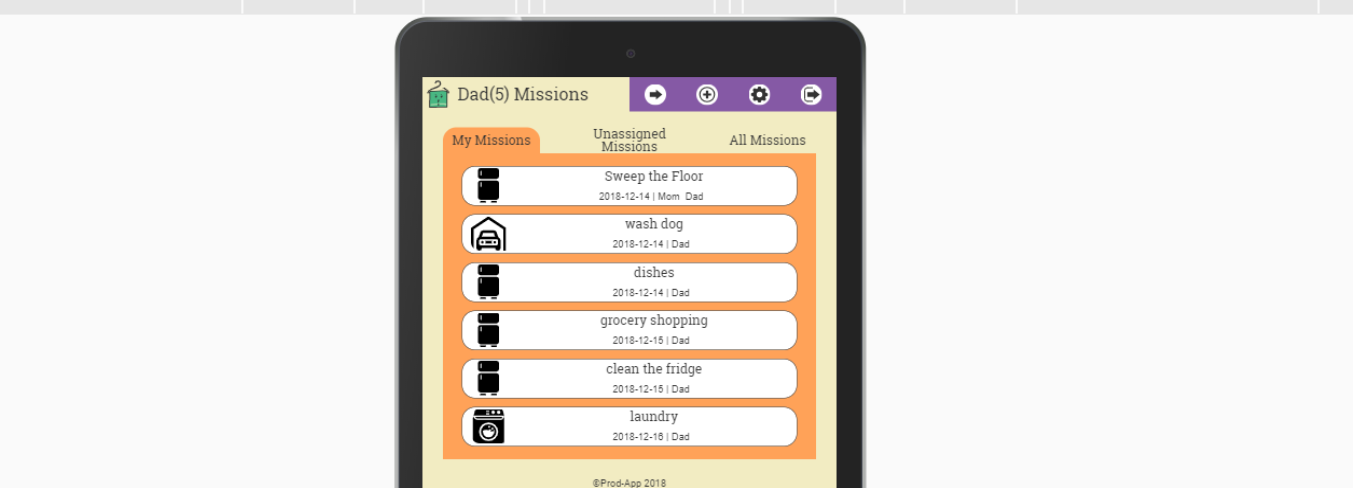 Dad(5) Missions
My Missions
Unassigned
Missions
All Missions
Sweep the Floor
2018-12-14 | Mom Dad
wash dog
2018-12-14 | Dad
dishes
2018-12-14 | Dad
grocery shopping
2018-12-15 | Dad
clean the fridge
2018-12-15 | Dad
laundry
2018-12-16 | Dad
©Prod-App 2018